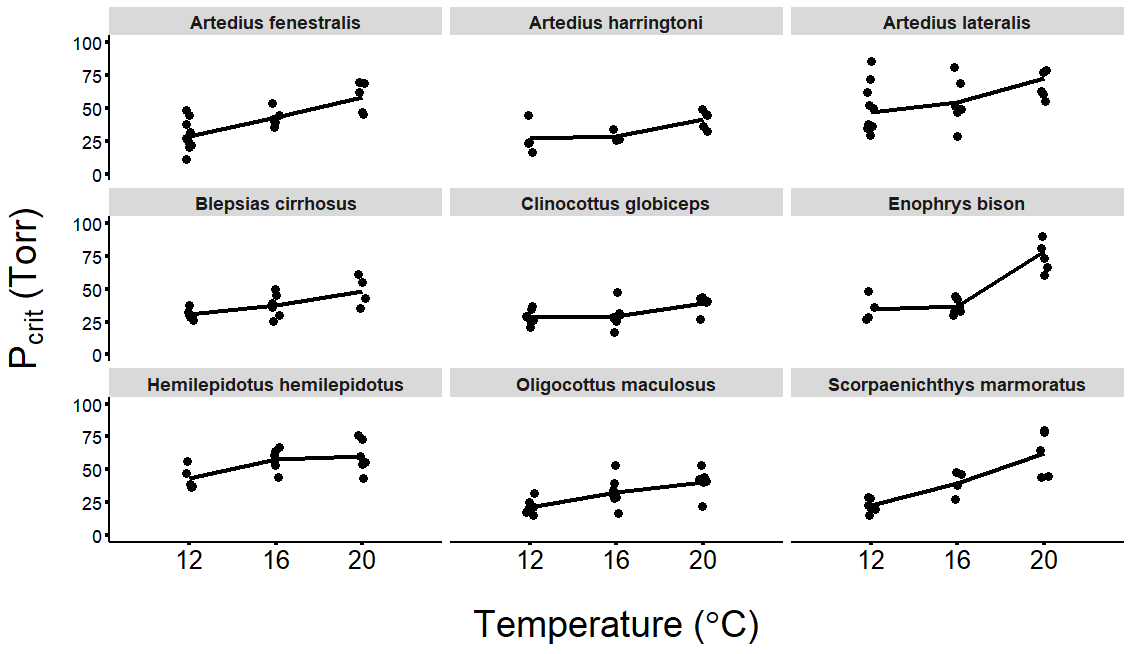 Artedius fenestralis Artedius harringtoni Artedius lateralis
100
75
50
25
0
Blepsias cirrhosus Clinocottus globiceps Enophrys bison
100
75
50
25
0
Hemilepidotus hemilepidotus Oligocottus maculosus Scorpaenichthys marmoratus
100
75
50
25
0
12 16 20 12 16 20 12 16 20
Temperature (°C)
Pcrit (Torr)